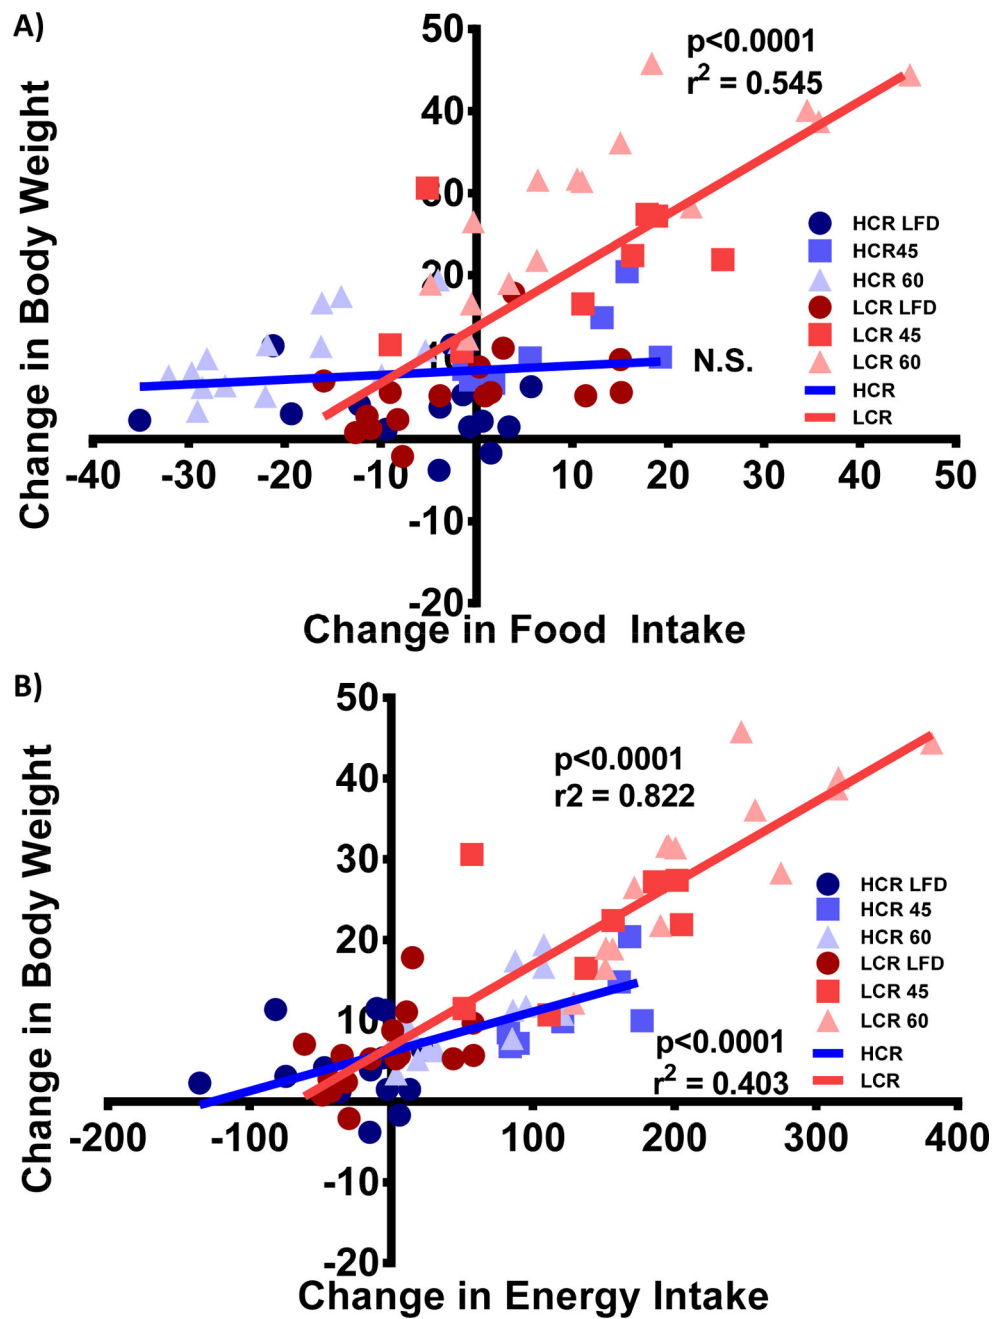 A)
Change in Body Weight
50
40
30
20
10
-10
-20
-40
-30
-20
-10
0
10
20
30
40
50
p<0.0001
r² = 0.545
N.S.
HCR LFD
HCR45
HCR 60
LCR LFD
LCR 45
LCR 60
HCR
LCR
Change in Food Intake
B)
Change in Body Weight
50
40
30
20
10
-10
-20
-200
-100
0
100
200
300
400
p<0.0001
r2 = 0.822
p<0.0001
r² = 0.403
HCR LFD
HCR 45
HCR 60
LCR LFD
LCR 45
LCR 60
HCR
LCR
Change in Energy Intake